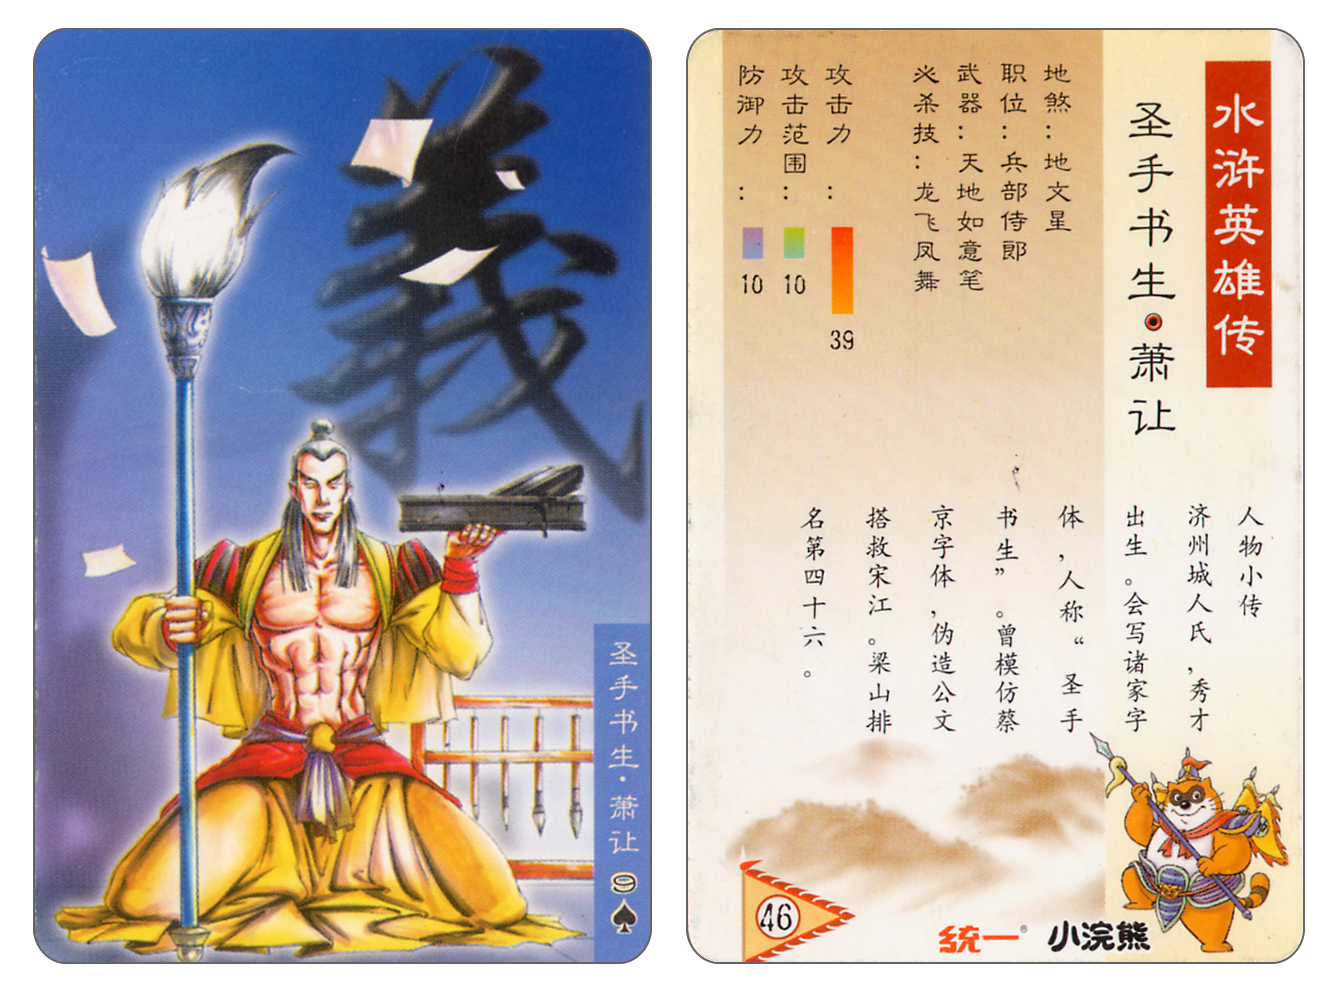 義
圣手书生·萧让
9
水浒英雄传
圣手书生·萧让
地煞：地文星
职位：兵部侍郎
武器：天地如意笔
必杀技：龙飞凤舞
攻击力：
39
攻击范围：
10
防御力：
10
人物小传
济州城人氏，秀才
出生。会写诸家字
体，人称“圣手
书生”。曾模仿蔡
京字体，伪造公文
搭救宋江。梁山排
名第四十六。
46
统一®
小浣熊